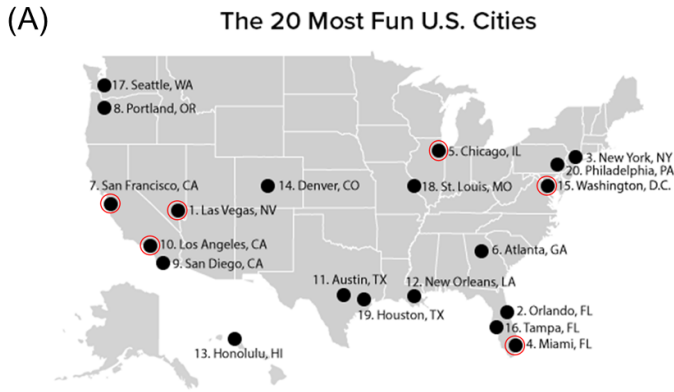 (A)
The 20 Most Fun U.S. Cities
17. Seattle, WA
8. Portland, OR
5. Chicago, IL
3. New York, NY
20. Philadelphia, PA
7. San Francisco, CA
14. Denver, CO
18. St. Louis, MO
15. Washington, D.C.
1. Las Vegas, NV
10. Los Angeles, CA
6. Atlanta, GA
9. San Diego, CA
11. Austin, TX
12. New Orleans, LA
19. Houston, TX
2. Orlando, FL
16. Tampa, FL
4. Miami, FL
13. Honolulu, HI